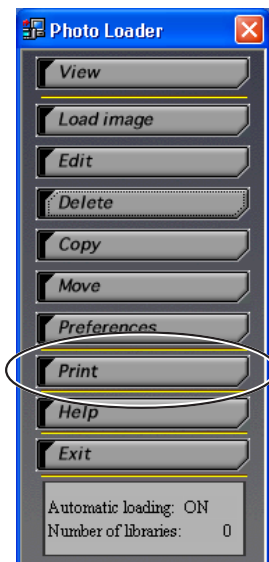 Photo Loader
View
Load image
Edit
Delete
Copy
Move
Preferences
Print
Help
Exit
Automatic loading: ON
Number of libraries: 0